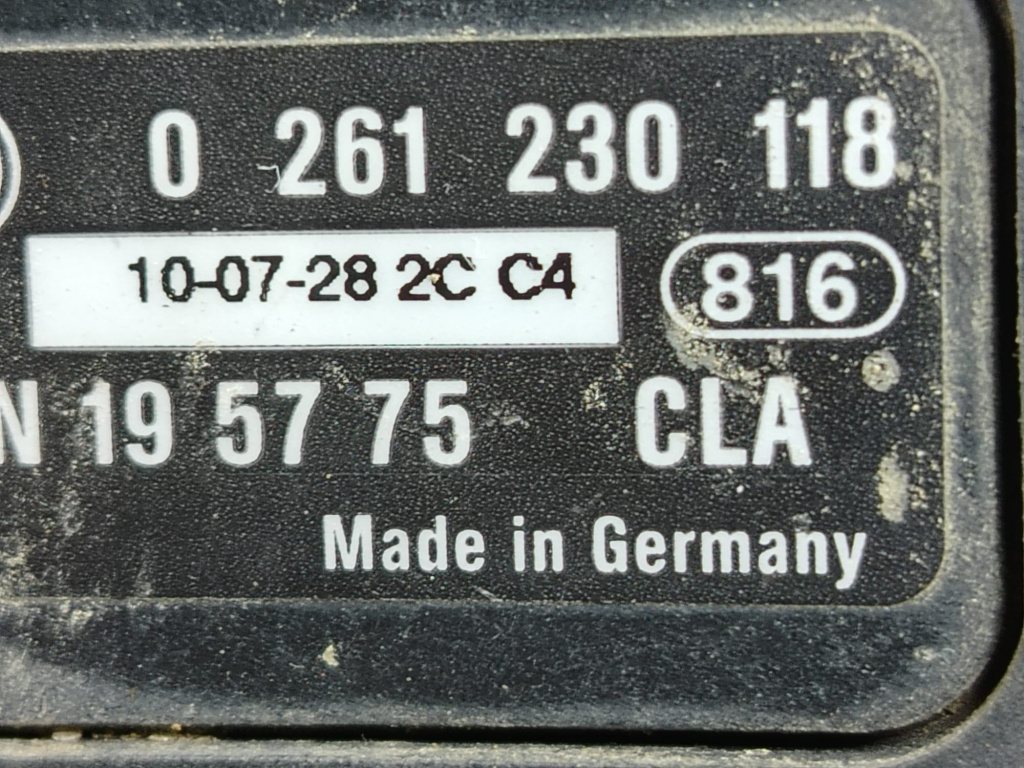 0 261 230 118
10-07-28 2C C4 816
N 19 57 75 CLA
Made in Germany